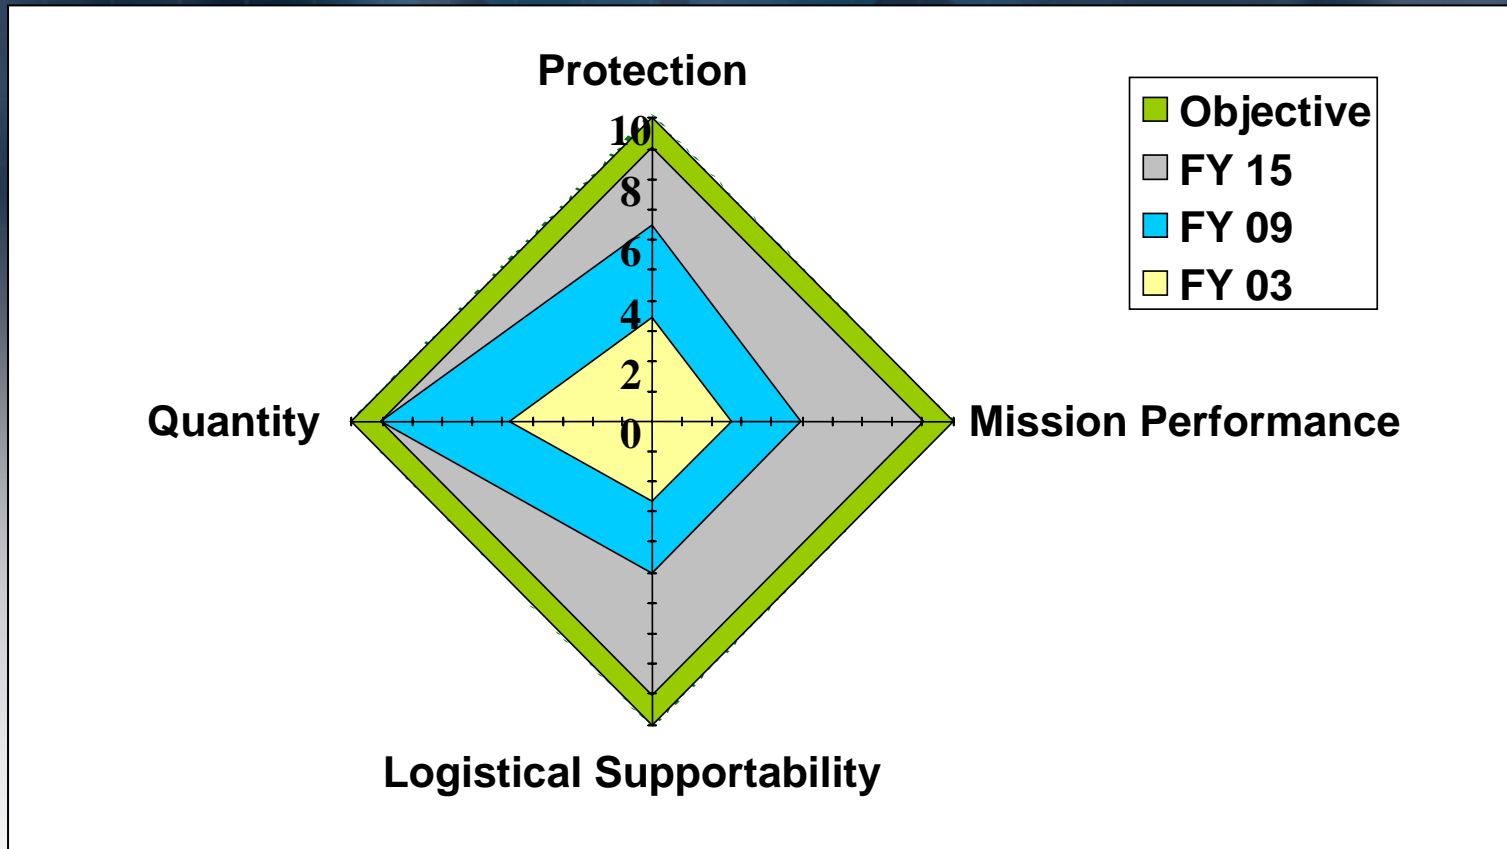 Protection
Objective
FY 15
FY 09
FY 03
10
8
6
4
2
0
Quantity
Mission Performance
Logistical Supportability